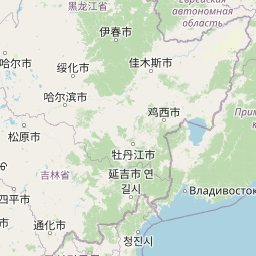 Еврейская
автономная область
黑龙江省
伊春市
哈尔市
绥化市
佳木斯市
哈尔滨市
鸡西市
Прим
松原市
牡丹江市
吉林省
延吉市 연
길시
Владивосток
四平市
通化市
청진시